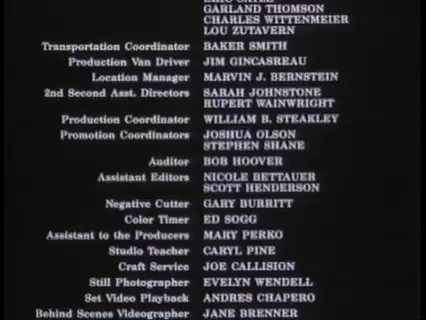 GARLAND THOMSON
CHARLES WITTENMEIER
LOU ZUTAVERN
Transportation Coordinator BAKER SMITH
Production Van Driver JIM GINCASREAU
Location Manager MARVIN J. BERNSTEIN
2nd Second Asst. Directors SARAH JOHNSTONE
RUPERT WAINWRIGHT
Production Coordinator WILLIAM B. STEAKLEY
Promotion Coordinators JOSHUA OLSON
STEPHEN SHANE
Auditor BOB HOOVER
Assistant Editors NICOLE BETTAUER
SCOTT HENDERSON
Negative Cutter GARY BURRITT
Color Timer ED SOGG
Assistant to the Producers MARY PERKO
Studio Teacher CARYL PINE
Craft Service JOE CALLISION
Still Photographer EVELYN WENDELL
Set Video Playback ANDRES CHAPERO
Behind Scenes Videographer JANE BRENNER